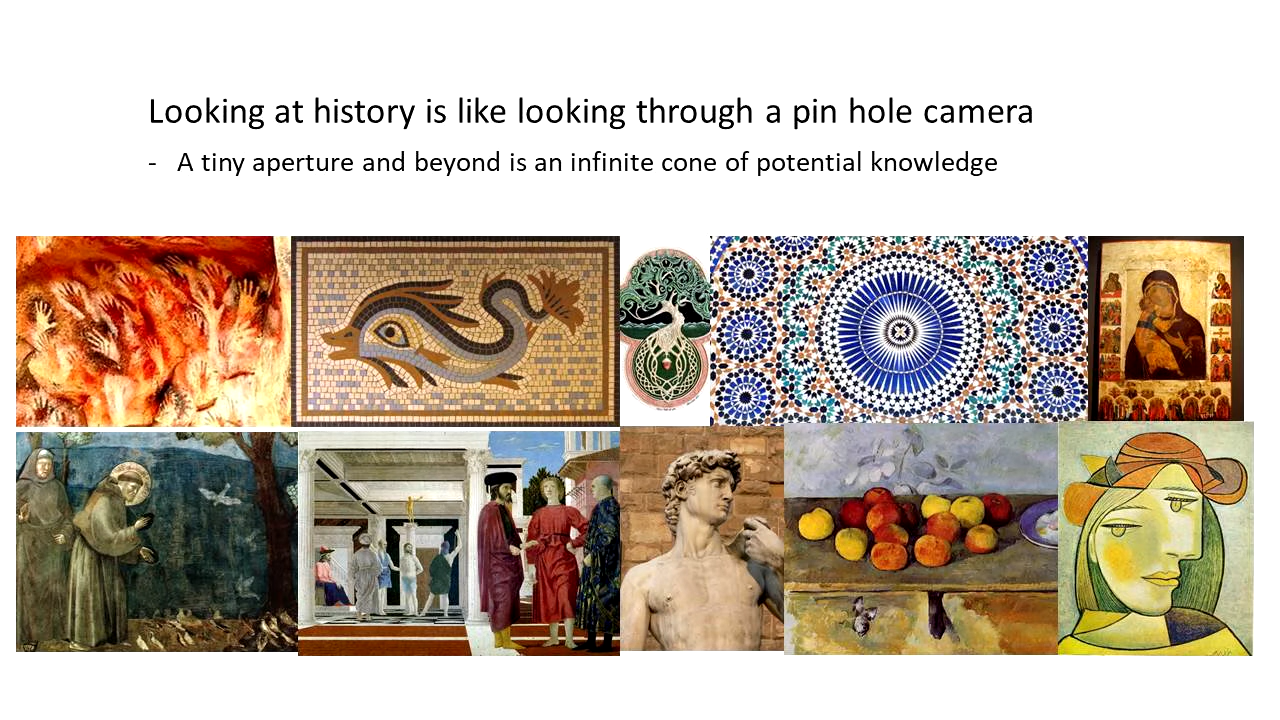 Looking at history is like looking through a pin hole camera
- A tiny aperture and beyond is an infinite cone of potential knowledge